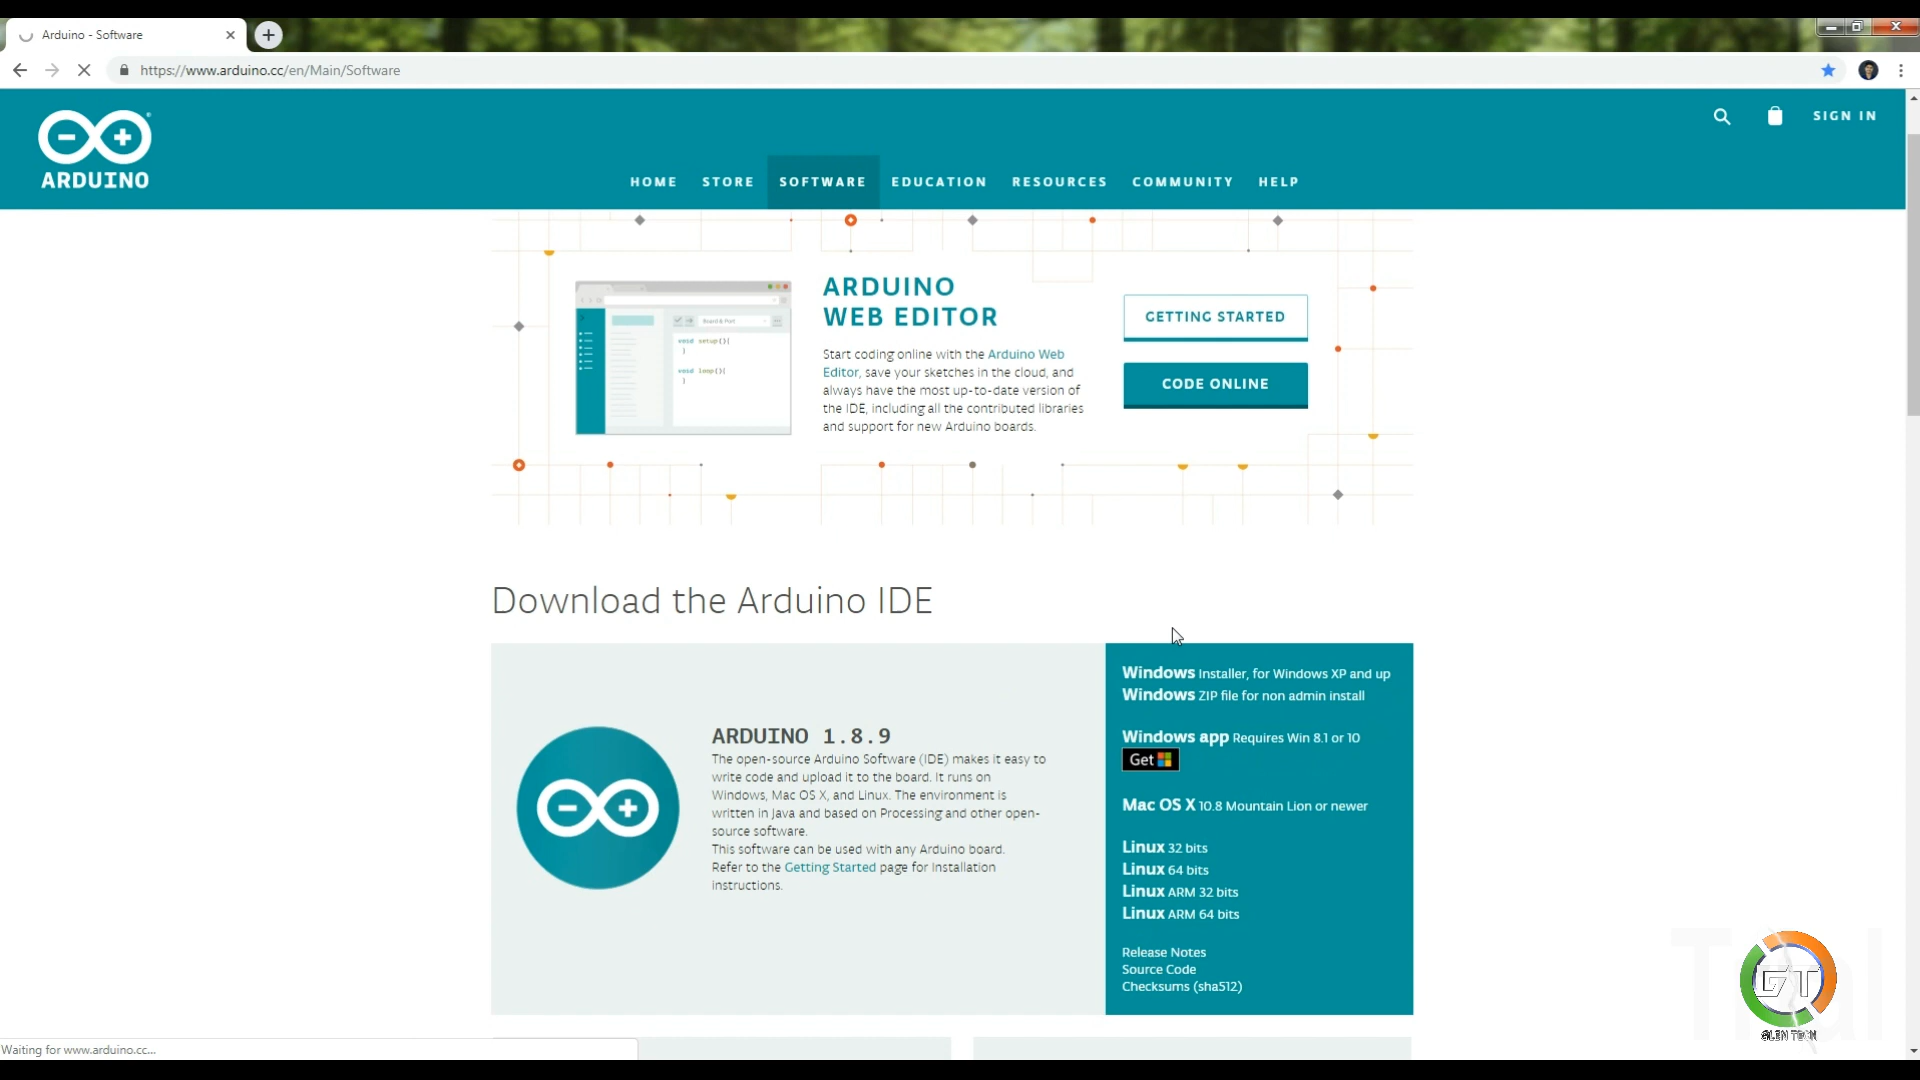 Arduino - Software
https://www.arduino.cc/en/Main/Software
SIGN IN
ARDUINO
HOME STORE SOFTWARE EDUCATION RESOURCES COMMUNITY HELP
ARDUINO
WEB EDITOR
Start coding online with the Arduino Web
Editor, save your sketches in the cloud, and
always have the most up-to-date version of
the IDE, including all the contributed libraries
and support for new Arduino boards.
GETTING STARTED
CODE ONLINE
Board & Port
void setup(){
}
void loop(){
}
Download the Arduino IDE
ARDUINO 1.8.9
The open-source Arduino Software (IDE) makes it easy to
write code and upload it to the board. It runs on
Windows, Mac OS X, and Linux. The environment is
written in Java and based on Processing and other open-
source software.
This software can be used with any Arduino board.
Refer to the Getting Started page for Installation
instructions.
Windows Installer, for Windows XP and up
Windows ZIP file for non admin install
Windows app Requires Win 8.1 or 10
Get
Mac OS X 10.8 Mountain Lion or newer
Linux 32 bits
Linux 64 bits
Linux ARM 32 bits
Linux ARM 64 bits
Release Notes
Source Code
Checksums (sha512)
GT
GLEN TECH
Waiting for www.arduino.cc...